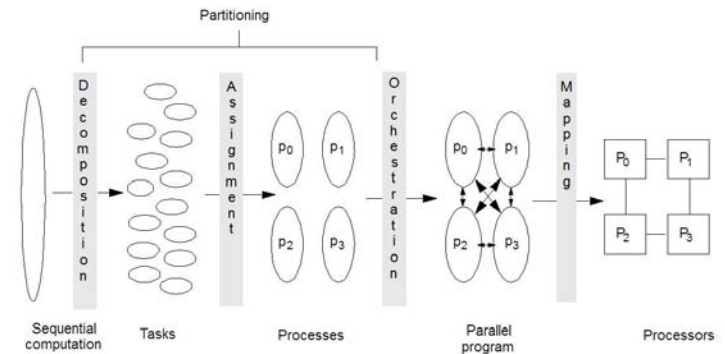 Partitioning
Decomposition
Assignment
Orchestration
Mapping
p0 p1
p2 p3
p0 p1
p2 p3
P0 P1
P2 P3
Sequential
computation
Tasks
Processes
Parallel
program
Processors